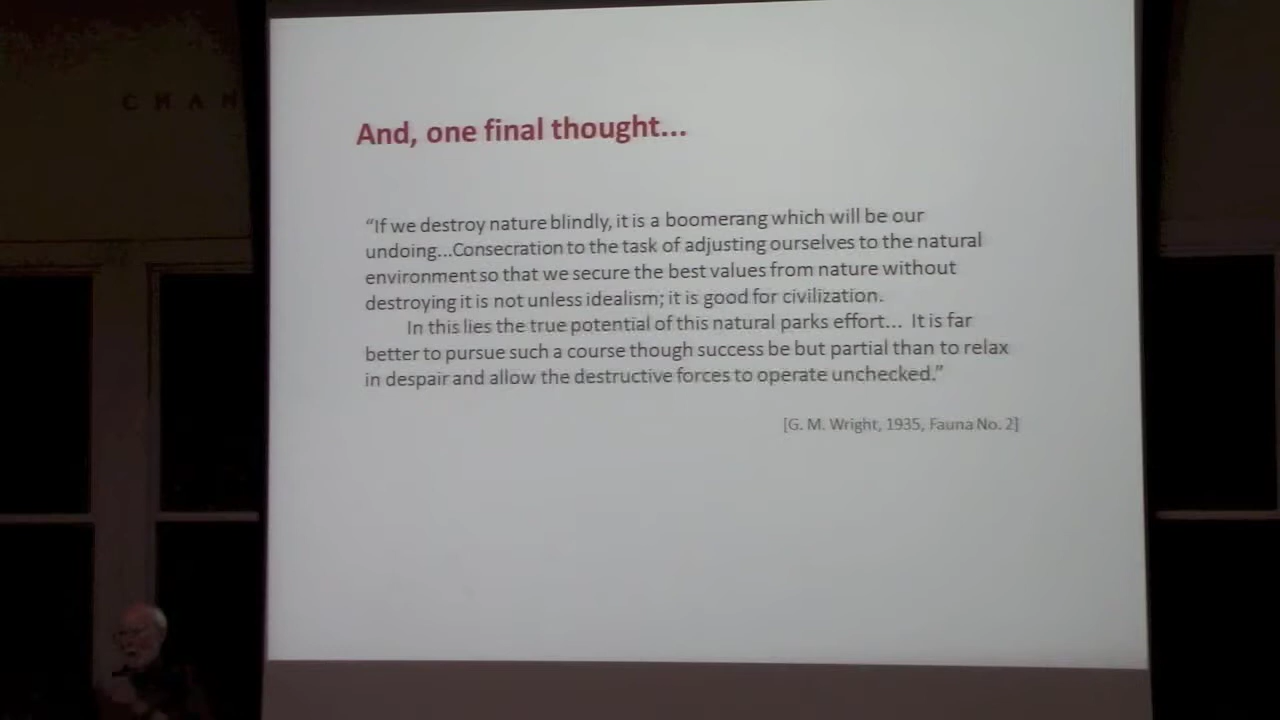 CHAM
And, one final thought...
“If we destroy nature blindly, it is a boomerang which will be our
undoing...Consecration to the task of adjusting ourselves to the natural
environment so that we secure the best values from nature without
destroying it is not unless idealism; it is good for civilization.
In this lies the true potential of this natural parks effort... It is far
better to pursue such a course though success be but partial than to relax
in despair and allow the destructive forces to operate unchecked.”
[G. M. Wright, 1935, Fauna No. 2]